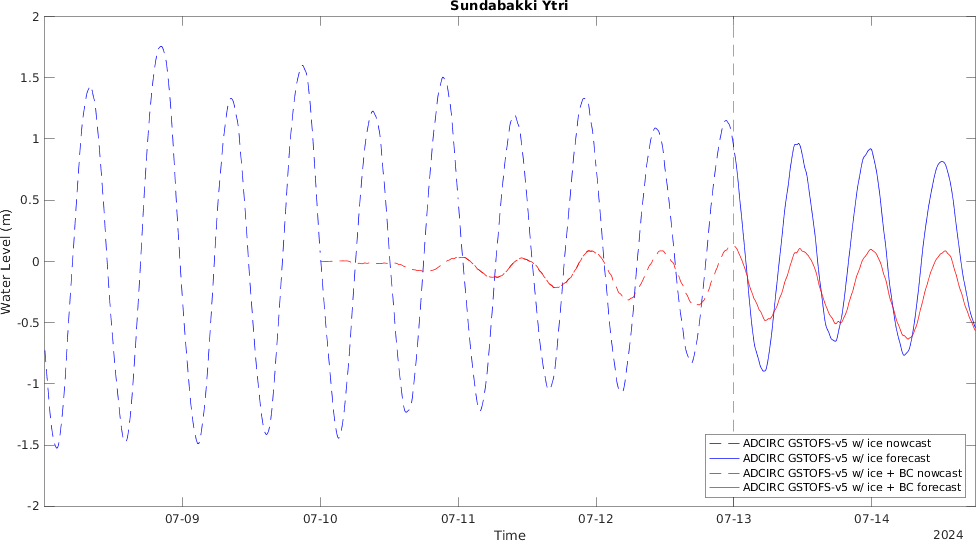 Sundabakki Ytri
2
1.5
1
0.5
0
-0.5
-1
-1.5
-2
Water Level (m)
07-09
07-10
07-11
07-12
07-13
07-14
Time
2024
ADCIRC GSTOFS-v5 w/ ice nowcast
ADCIRC GSTOFS-v5 w/ ice forecast
ADCIRC GSTOFS-v5 w/ ice + BC nowcast
ADCIRC GSTOFS-v5 w/ ice + BC forecast